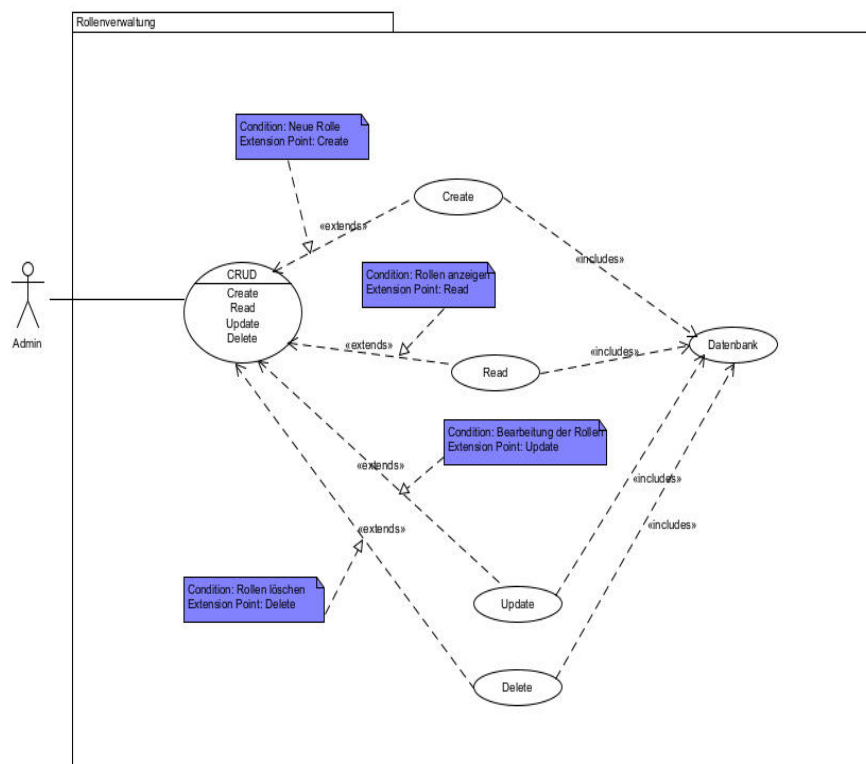 Rollenverwaltung
Condition: Neue Rolle
Extension Point: Create
Create
«extends»
«includes»
CRUD
Create
Read
Update
Delete
Admin
Condition: Rollen anzeigen
Extension Point: Read
«extends»
Read
«includes»
Datenbank
Condition: Bearbeitung der Rollen
Extension Point: Update
«extends»
«includes»
«extends»
«includes»
Condition: Rollen löschen
Extension Point: Delete
Update
Delete